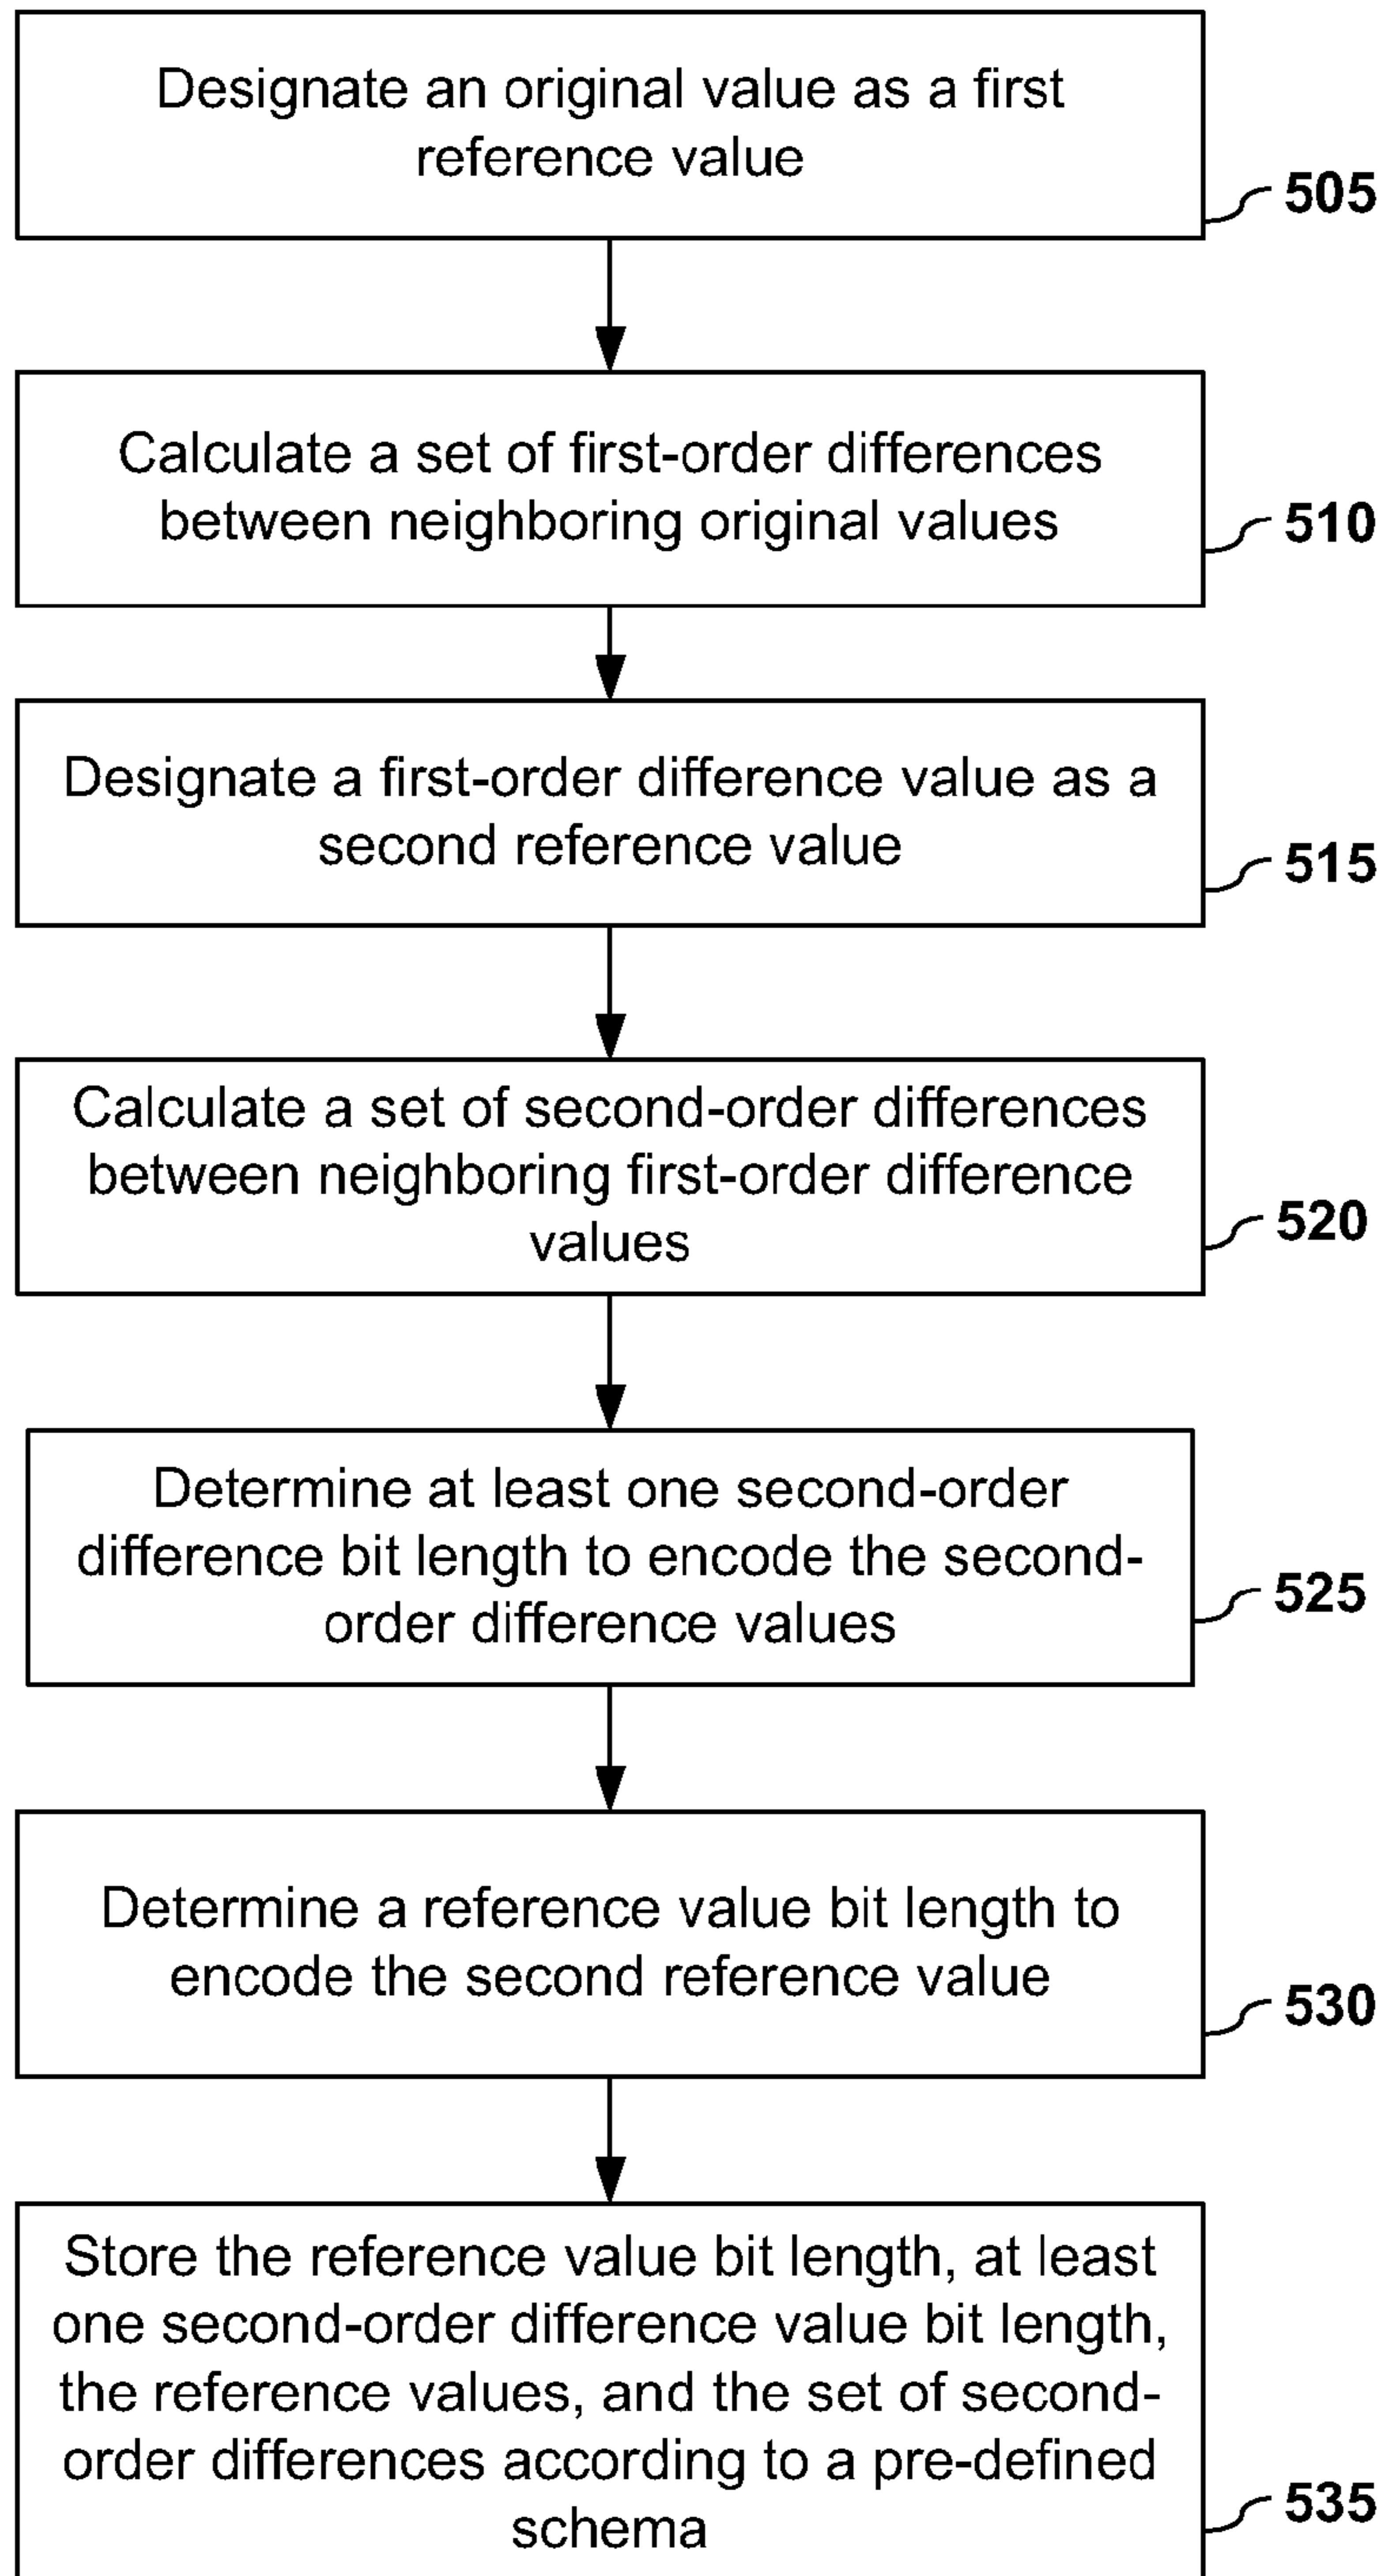 Designate an original value as a first
reference value
505
Calculate a set of first-order differences
between neighboring original values
510
Designate a first-order difference value as a
second reference value
515
Calculate a set of second-order differences
between neighboring first-order difference
values
520
Determine at least one second-order
difference bit length to encode the second-
order difference values
525
Determine a reference value bit length to
encode the second reference value
530
Store the reference value bit length, at least
one second-order difference value bit length,
the reference values, and the set of second-
order differences according to a pre-defined
schema
535